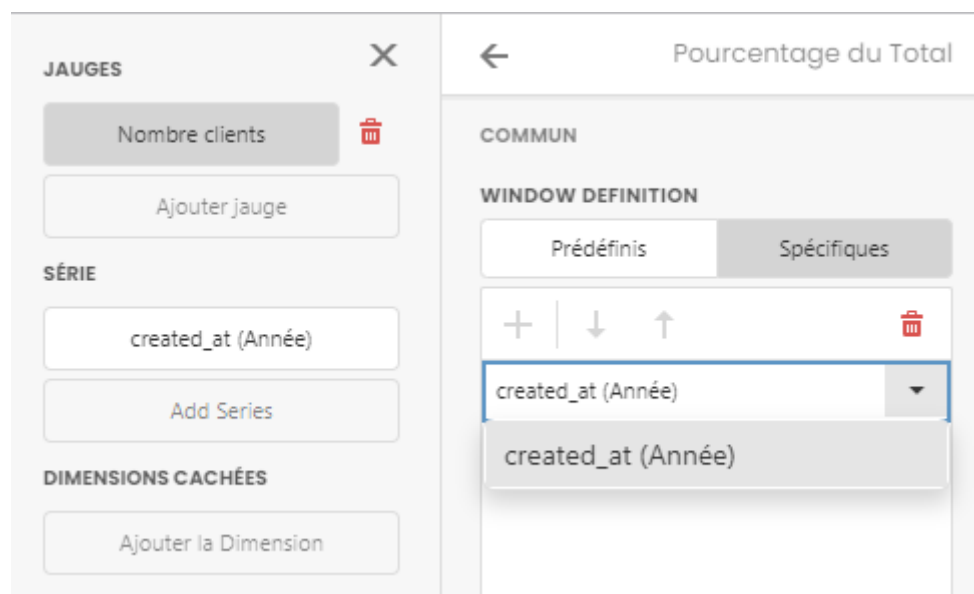 JAUGES
Nombre clients
Ajouter jauge
SÉRIE
created_at (Année)
Add Series
DIMENSIONS CACHÉES
Ajouter la Dimension
Pourcentage du Total
COMMUN
WINDOW DEFINITION
Prédéfinis
Spécifiques
created_at (Année)
created_at (Année)